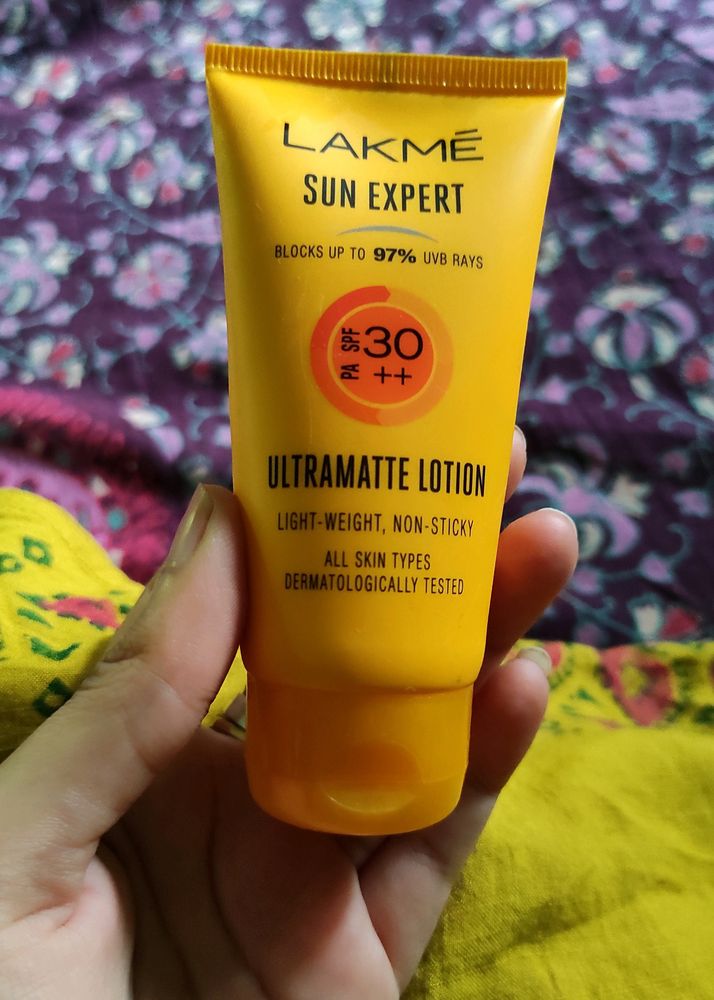 LAKMÉ
SUN EXPERT
BLOCKS UP TO 97% UVB RAYS
PA SPF 30
++
ULTRAMATTE LOTION
LIGHT-WEIGHT, NON-STICKY
ALL SKIN TYPES
DERMATOLOGICALLY TESTED